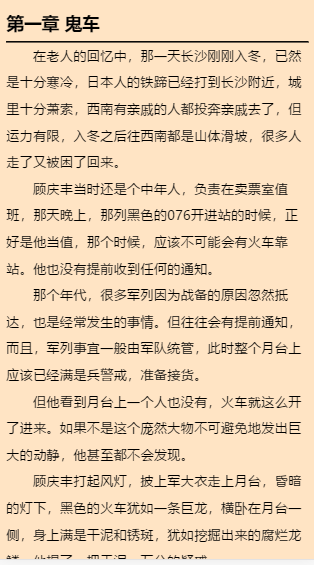 第一章 鬼车
在老人的回忆中，那一天长沙刚刚入冬，已然
是十分寒冷，日本人的铁蹄已经打到长沙附近，城
里十分萧索，西南有亲戚的人都投奔亲戚去了，但
运力有限，入冬之后往西南都是山体滑坡，很多人
走了又被困了回来。
顾庆丰当时还是个中年人，负责在卖票室值
班，那天晚上，那列黑色的076开进站的时候，正
好是他当值，那个时候，应该不可能会有火车靠
站。他也没有提前收到任何的通知。
那个年代，很多军列因为战备的原因忽然抵
达，也是经常发生的事情。但往往会有提前通知，
而且，军列事宜一般由军队统管，此时整个月台上
应该已经满是兵警戒，准备接货。
但他看到月台上一个人也没有，火车就这么开
了进来。如果不是这个庞然大物不可避免地发出巨
大的动静，他甚至都不会发现。
顾庆丰打起风灯，披上军大衣走上月台，昏暗
的灯下，黑色的火车犹如一条巨龙，横卧在月台一
侧，身上满是干泥和锈斑，犹如挖掘出来的腐烂龙